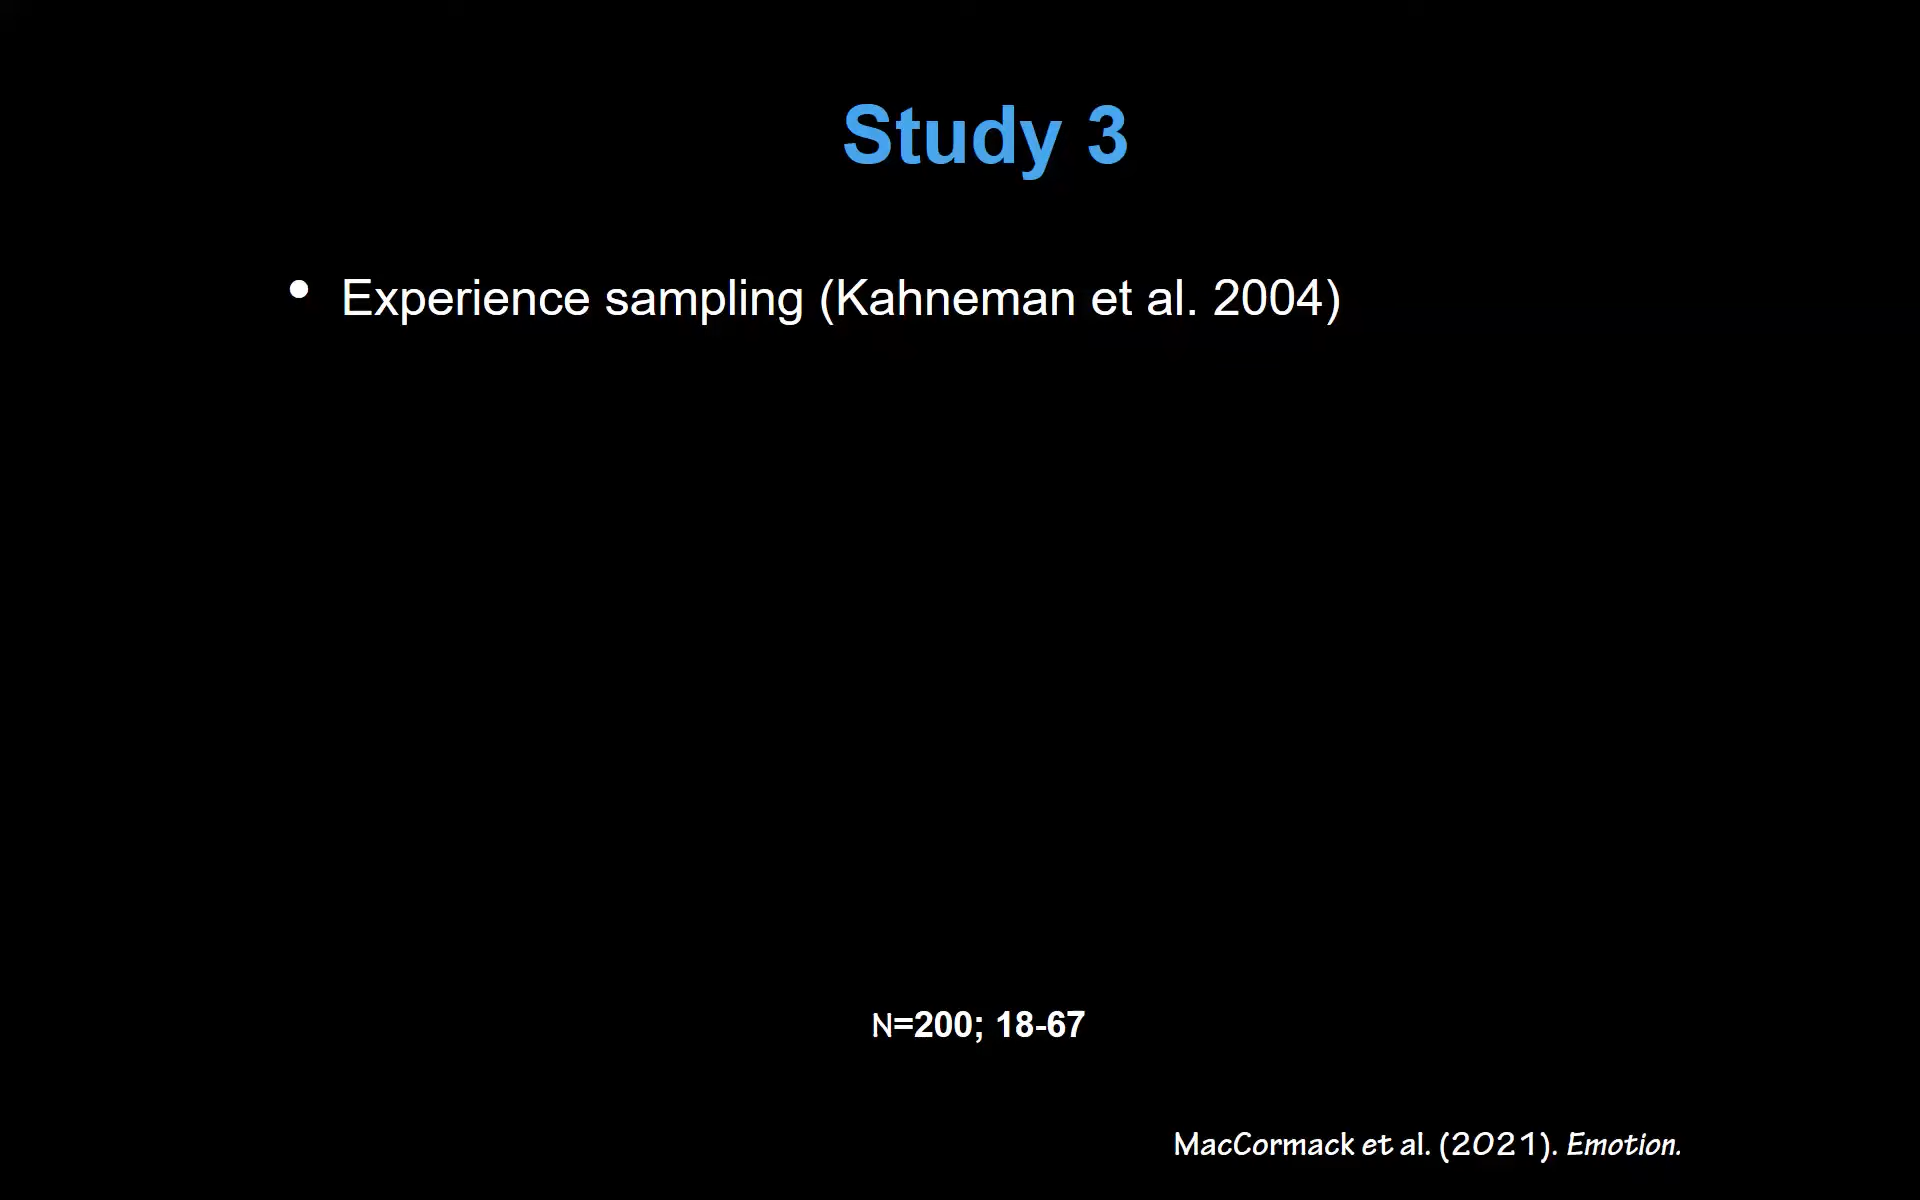 Study 3
• Experience sampling (Kahneman et al. 2004)
N=200; 18-67
MacCormack et al. (2021). Emotion.